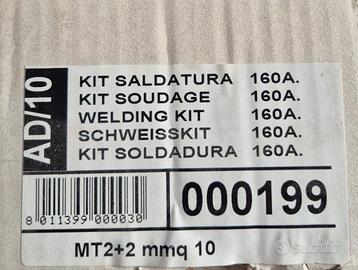 AD/10
KIT SALDATURA 160A.
KIT SOUDAGE 160A.
WELDING KIT 160A.
SCHWEISSKIT 160A.
KIT SOLDADURA 160A.
8 011399 000030
000199
MT2+2 mmq 10
subito